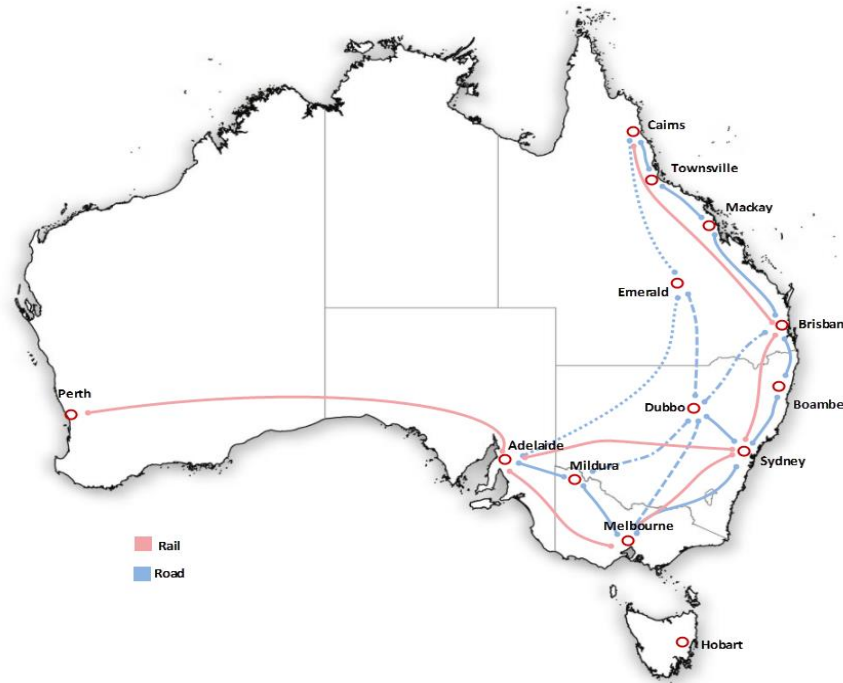 Cairns
Townsville
Mackay
Emerald
Brisban
Perth
Dubbo
Boambe
Adelaide
Mildura
Sydney
Melbourne
Rail
Road
Hobart